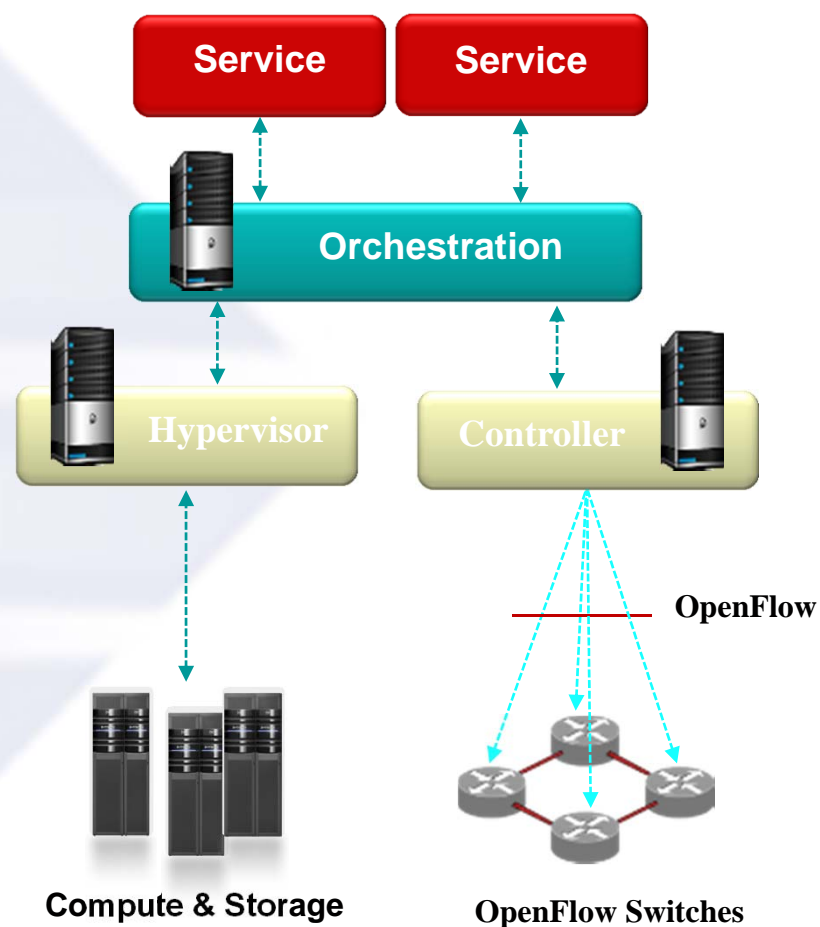 Service
Service
Orchestration
Hypervisor
Controller
OpenFlow
Compute & Storage
OpenFlow Switches